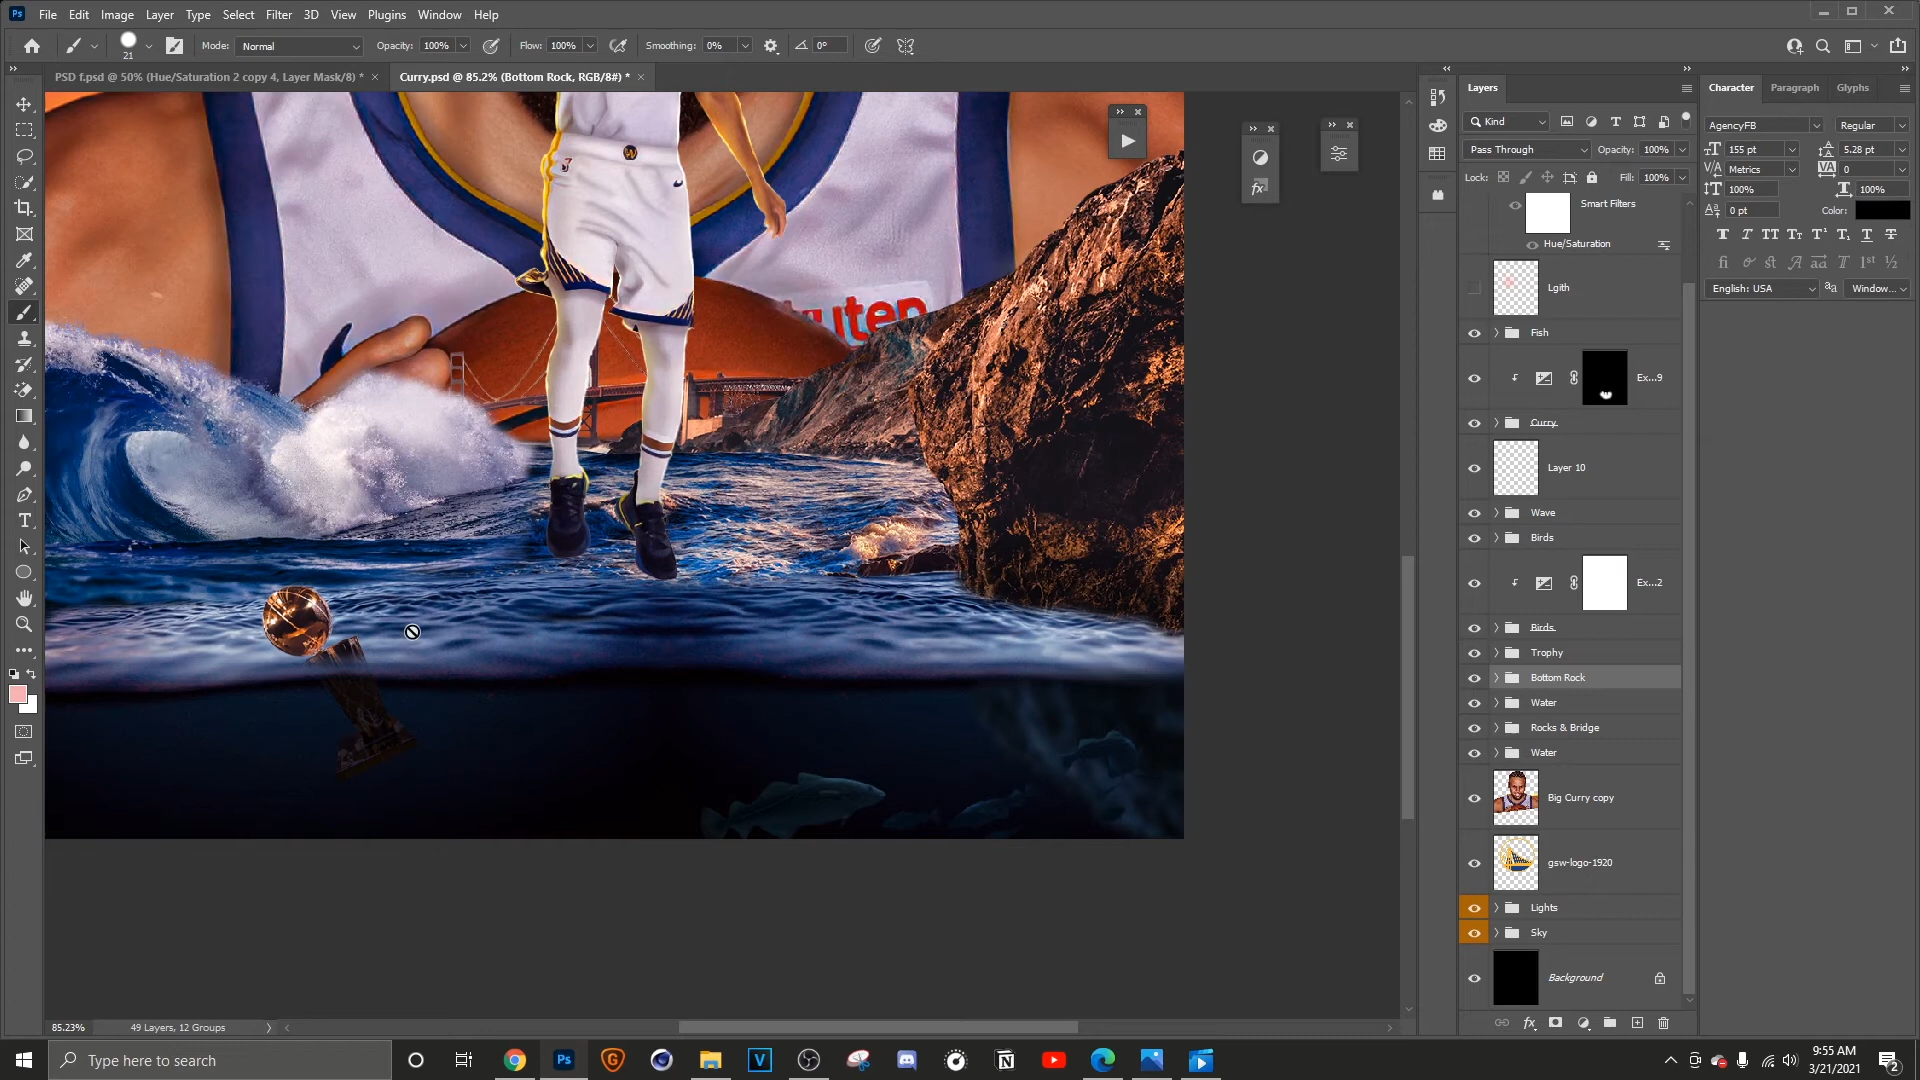 Ps File Edit Image Layer Type Select Filter 3D View Plugins Window Help
21 Mode: Normal Opacity: 100% Flow: 100% Smoothing: 0% 0°
PSD f.psd @ 50% (Hue/Saturation 2 copy 4, Layer Mask/8) * × Curry.psd @ 85.2% (Bottom Rock, RGB/8#) * ×
Layers
Kind
Pass Through Opacity: 100%
Lock: Fill: 100%
Smart Filters
Hue/Saturation
Lgith
Fish
Ex...9
Curry
Layer 10
Wave
Birds
Ex...2
Birds
Trophy
Bottom Rock
Water
Rocks & Bridge
Water
Big Curry copy
gsw-logo-1920
Lights
Sky
Background
Character Paragraph Glyphs
AgencyFB Regular
155 pt 5.28 pt
Metrics 0
100% 100%
0 pt Color:
English: USA Window...
85.23% 49 Layers, 12 Groups
Type here to search
9:55 AM
3/21/2021
2